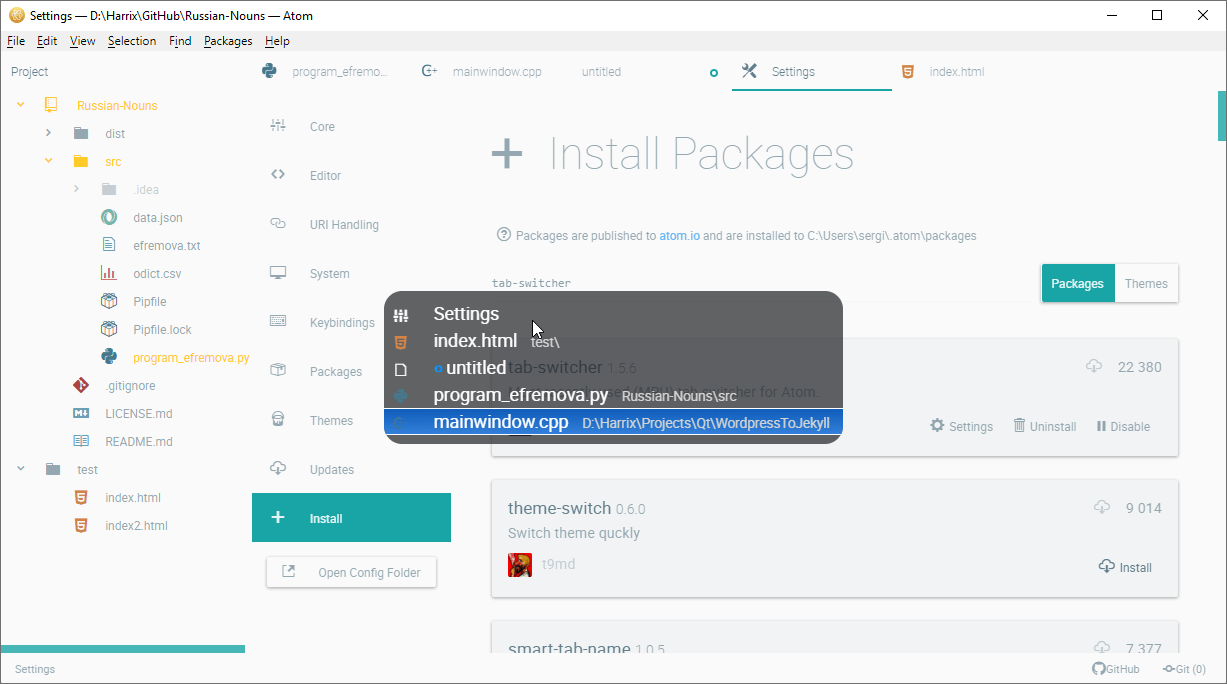 Settings — D:\Harrix\GitHub\Russian-Nouns — Atom
File Edit View Selection Find Packages Help
Project
program_efremo...
mainwindow.cpp
untitled
Settings
index.html
Russian-Nouns
dist
src
.idea
data.json
efremova.txt
odict.csv
Pipfile
Pipfile.lock
program_efremova.py
.gitignore
LICENSE.md
README.md
test
index.html
index2.html
Core
Editor
URI Handling
System
Keybindings
Packages
Themes
Updates
Install
Open Config Folder
Install Packages
Packages are published to atom.io and are installed to C:\Users\sergi\.atom\packages
tab-switcher
Packages Themes
Settings
index.html test\
untitled
program_efremova.py Russian-Nouns\src
mainwindow.cpp D:\Harrix\Projects\Qt\WordpressToJekyll
tab-switcher 1.5.6
22 380
tab switcher for Atom.
Settings Uninstall Disable
theme-switch 0.6.0
9 014
Switch theme quckly
t9md
Install
smart-tab-name 1.0.5
7 377
Settings
GitHub
Git (0)